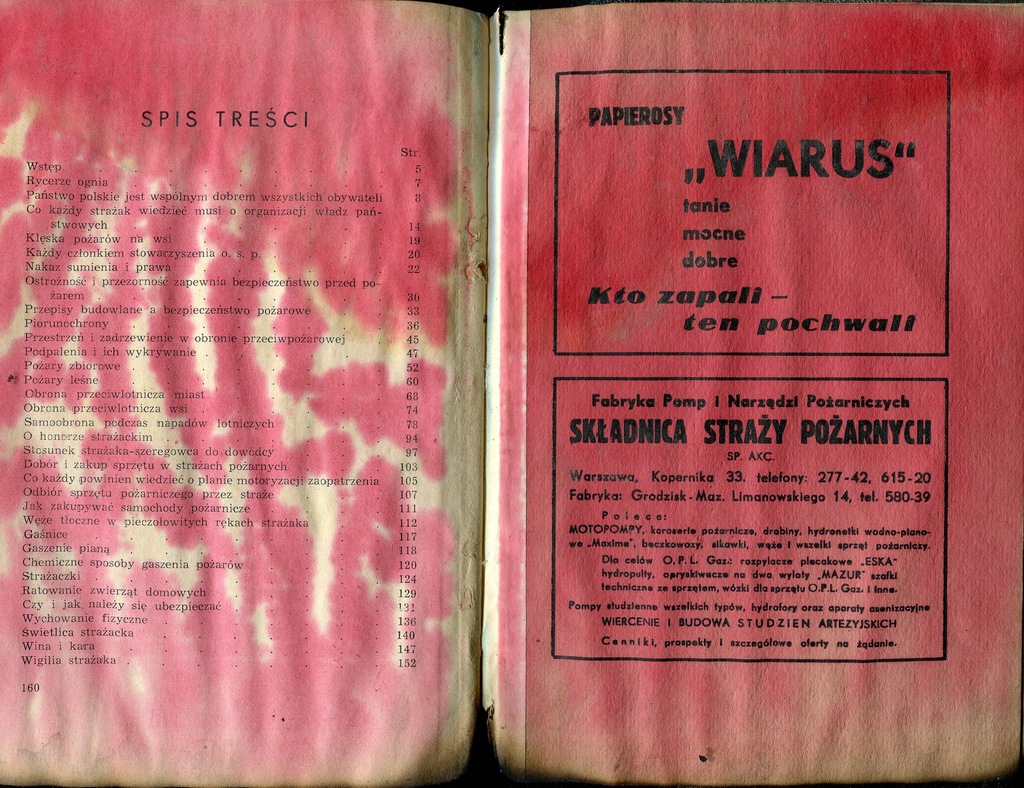 SPIS TREŚCI
Str.
Wstęp 5
Rycerze ognia 7
Państwo polskie jest wspólnym dobrem wszystkich obywateli 8
Co każdy strażak wiedzieć musi o organizacji władz pań-
stwowych 14
Klęska pożarów na wsi 19
Każdy członkiem stowarzyszenia o. s. p. 20
Nakaz sumienia i prawa 22
Ostrożność i przezorność zapewnia bezpieczeństwo przed po-
żarem 30
Przepisy budowlane a bezpieczeństwo pożarowe 33
Piorunochrony 36
Przestrzeń i zadrzewienie w obronie przeciwpożarowej 45
Podpalenia i ich wykrywanie 47
Pożary zbiorowe 52
Pożary leśne 60
Obrona przeciwlotnicza miast 68
Obrona przeciwlotnicza wsi 74
Samoobrona podczas napadów lotniczych 78
O honorze strażackim 94
Stosunek strażaka-szeregowca do dowódcy 97
Dobór i zakup sprzętu w strażach pożarnych 103
Co każdy powinien wiedzieć o planie motoryzacji zaopatrzenia 105
Odbiór sprzętu pożarniczego przez straże 107
Jak zakupywać samochody pożarnicze 111
Węże tłoczne w pieczołowitych rękach strażaka 112
Gaśnice 117
Gaszenie pianą 118
Chemiczne sposoby gaszenia pożarów 120
Strażaczki 124
Ratowanie zwierząt domowych 129
Czy i jak należy się ubezpieczać 131
Wychowanie fizyczne 136
Świetlica strażacka 140
Wina i kara 147
Wigilia strażaka 152
160
PAPIEROSY
„WIARUS“
tanie
mocne
dobre
Kto zapali —
ten pochwali
Fabryka Pomp i Narzędzi Pożarniczych
SKŁADNICA STRAŻY POŻARNYCH
SP. AKC.
Warszawa, Kopernika 33. telefony: 277-42, 615-20
Fabryka: Grodzisk-Maz. Limanowskiego 14, tel. 580-39
Poleca:
MOTOPOMPY, karoserie pożarnicze, drabiny, hydronetki wodno-piano-
we „Maxima", beczkowozy, sikawki, węże i wszelki sprzęt pożarniczy.
Dla celów O.P.L. Gaz.: rozpylacze plecakowe „ESKA"
hydropulty, opryskiwacze na dwa wyloty „MAZUR" szafki
techniczne ze sprzętem, wózki dla sprzętu O.P.L. Gaz. i inne.
Pompy studzienne wszelkich typów, hydrofory oraz aparaty asenizacyjne
WIERCENIE I BUDOWA STUDZIEN ARTEZYJSKICH
Cenniki, prospekty i szczegółowe oferty na żądanie.